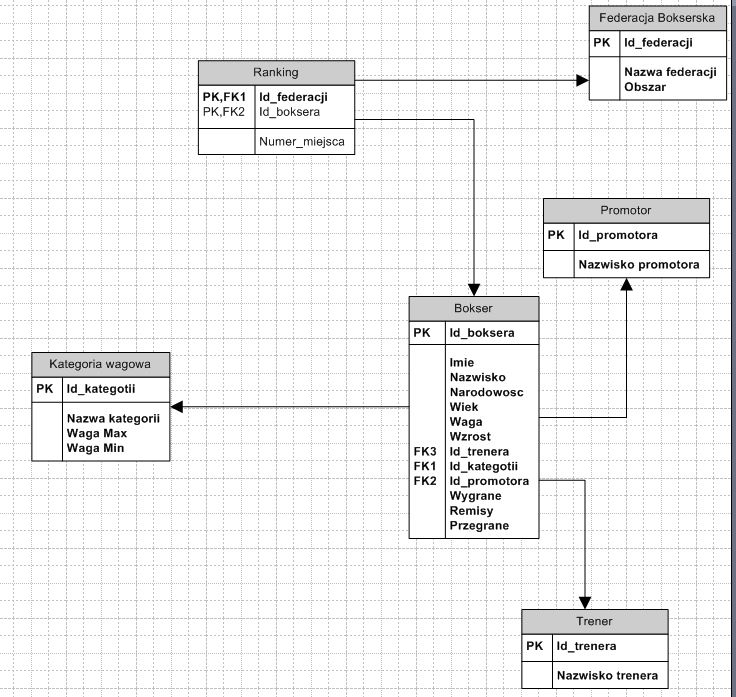 Federacja Bokserska
PK Id_federacji
Nazwa federacji
Obszar
Ranking
PK,FK1 Id_federacji
PK,FK2 Id_boksera
Numer_miejsca
Promotor
PK Id_promotora
Nazwisko promotora
Bokser
PK Id_boksera
Imie
Nazwisko
Narodowosc
Wiek
Waga
Wzrost
FK3 Id_trenera
FK1 Id_kategotii
FK2 Id_promotora
Wygrane
Remisy
Przegrane
Kategoria wagowa
PK Id_kategotii
Nazwa kategorii
Waga Max
Waga Min
Trener
PK Id_trenera
Nazwisko trenera